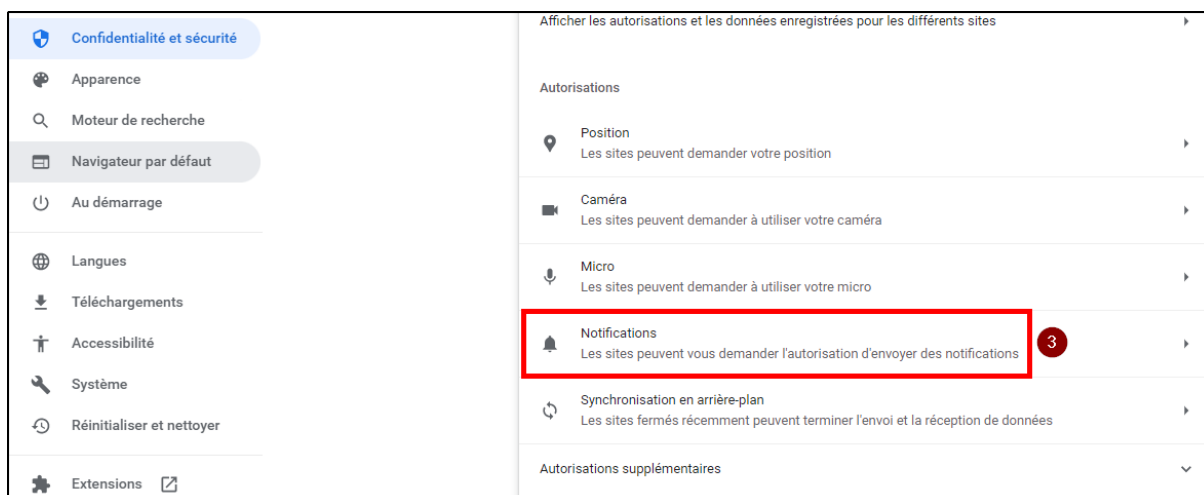 Confidentialité et sécurité
Apparence
Moteur de recherche
Navigateur par défaut
Au démarrage
Langues
Téléchargements
Accessibilité
Système
Réinitialiser et nettoyer
Extensions
Afficher les autorisations et les données enregistrées pour les différents sites
Autorisations
Position
Les sites peuvent demander votre position
Caméra
Les sites peuvent demander à utiliser votre caméra
Micro
Les sites peuvent demander à utiliser votre micro
Notifications
Les sites peuvent vous demander l'autorisation d'envoyer des notifications
3
Synchronisation en arrière-plan
Les sites fermés récemment peuvent terminer l'envoi et la réception de données
Autorisations supplémentaires